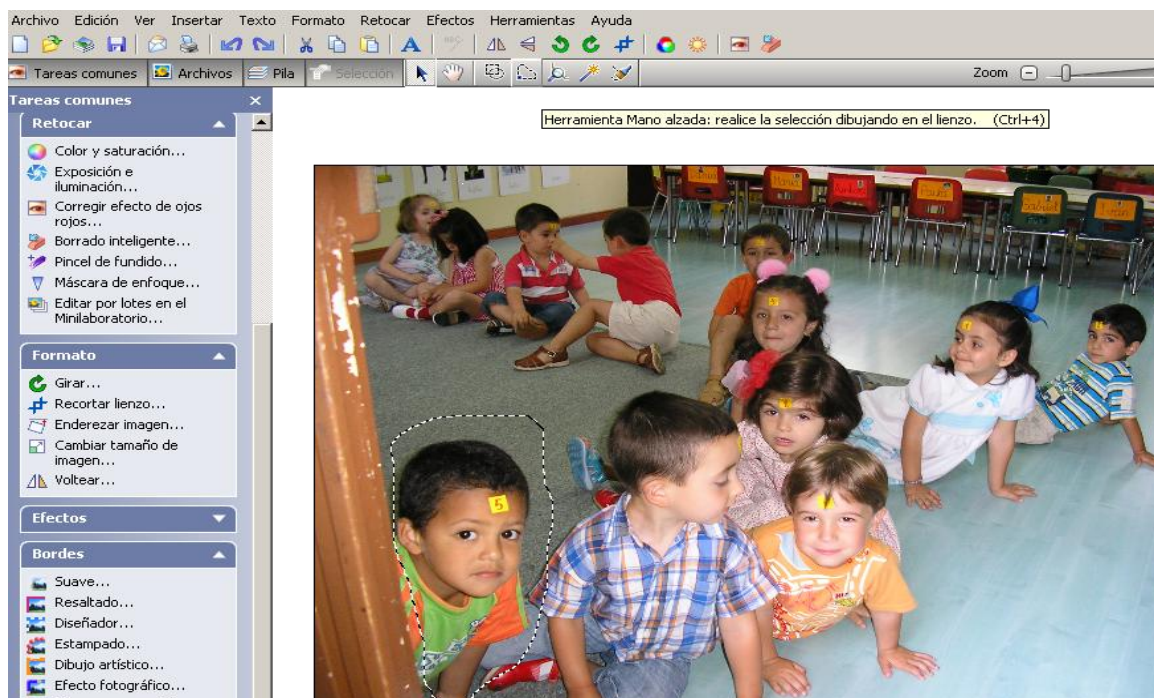 Archivo Edición Ver Insertar Texto Formato Retocar Efectos Herramientas Ayuda
Tareas comunes Archivos Pila Selección Zoom
Tareas comunes
Herramienta Mano alzada: realice la selección dibujando en el lienzo. (Ctrl+4)
Retocar
Color y saturación...
Exposición e
iluminación...
Corregir efecto de ojos
rojos...
Borrado inteligente...
Pincel de fundido...
Máscara de enfoque...
Editar por lotes en el
Minilaboratorio...
Formato
Girar...
Recortar lienzo...
Enderezar imagen...
Cambiar tamaño de
imagen...
Voltear...
Efectos
Bordes
Suave...
Resaltado...
Diseñador...
Estampado...
Dibujo artístico...
Efecto fotográfico...
5
5